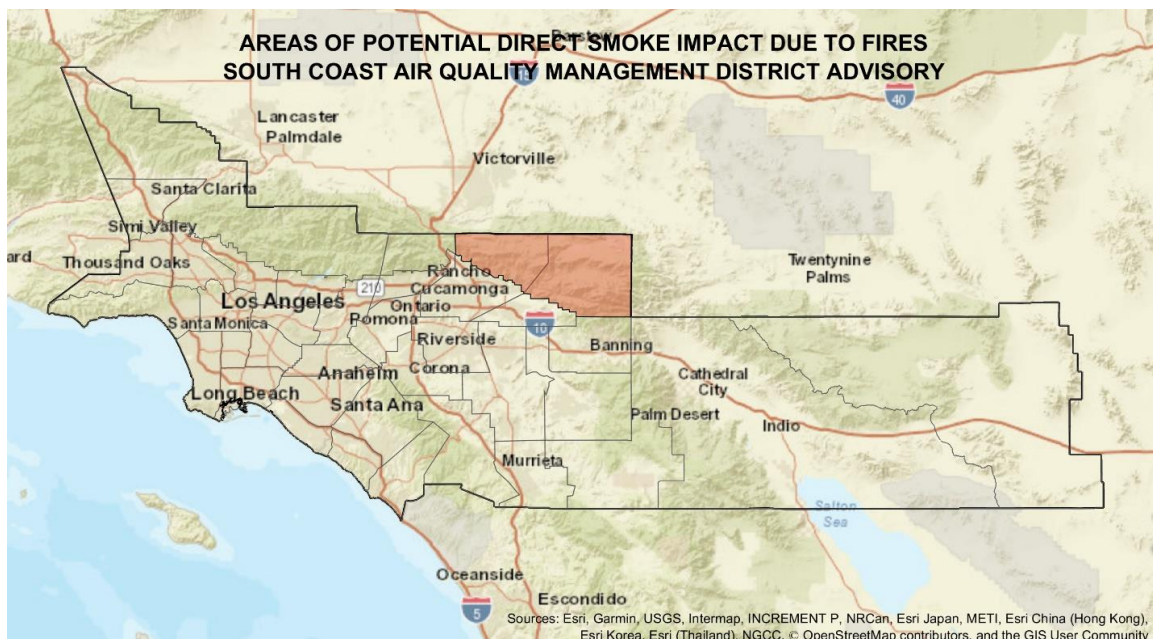 AREAS OF POTENTIAL DIRECT SMOKE IMPACT DUE TO FIRES
SOUTH COAST AIR QUALITY MANAGEMENT DISTRICT ADVISORY
Barstow
15
40
Lancaster
Palmdale
Victorville
Santa Clarita
Simi Valley
ard
Thousand Oaks
Twentynine
Palms
Rancho
Cucamonga
210
Los Angeles
Ontario
Pomona
Santa Monica
10
Riverside
Banning
Anaheim
Corona
Cathedral
City
Long Beach
Santa Ana
Palm Desert
Indio
Murrieta
Salton
Sea
Oceanside
Escondido
5
Sources: Esri, Garmin, USGS, Intermap, INCREMENT P, NRCan, Esri Japan, METI, Esri China (Hong Kong),
Esri Korea, Esri (Thailand), NGCC, © OpenStreetMap contributors, and the GIS User Community